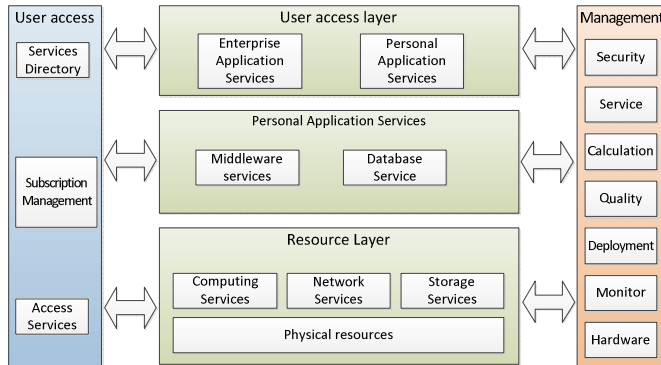 User access
Services
Directory
Subscription
Management
Access
Services
User access layer
Enterprise
Application
Services
Personal
Application
Services
Personal Application Services
Middleware
services
Database
Service
Resource Layer
Computing
Services
Network
Services
Storage
Services
Physical resources
Management
Security
Service
Calculation
Quality
Deployment
Monitor
Hardware